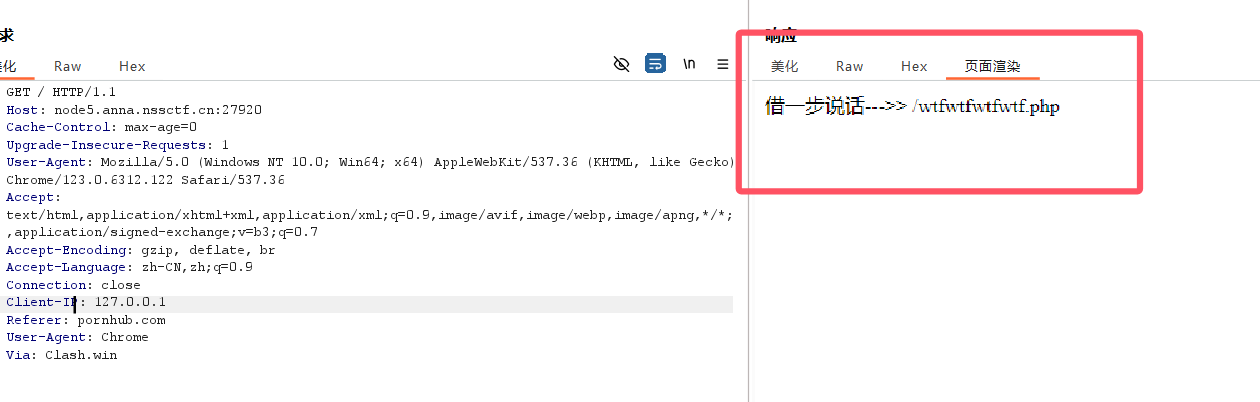 求
响应
美化
Raw
Hex
\n
美化
Raw
Hex
页面渲染
GET / HTTP/1.1
Host: node5.anna.nssctf.cn:27920
Cache-Control: max-age=0
Upgrade-Insecure-Requests: 1
User-Agent: Mozilla/5.0 (Windows NT 10.0; Win64; x64) AppleWebKit/537.36 (KHTML, like Gecko)
Chrome/123.0.6312.122 Safari/537.36
Accept:
text/html,application/xhtml+xml,application/xml;q=0.9,image/avif,image/webp,image/apng,*/*;
,application/signed-exchange;v=b3;q=0.7
Accept-Encoding: gzip, deflate, br
Accept-Language: zh-CN,zh;q=0.9
Connection: close
Client-IP: 127.0.0.1
Referer: pornhub.com
User-Agent: Chrome
Via: Clash.win
借一步说话--->> /wtfwtfwtfwtf.php